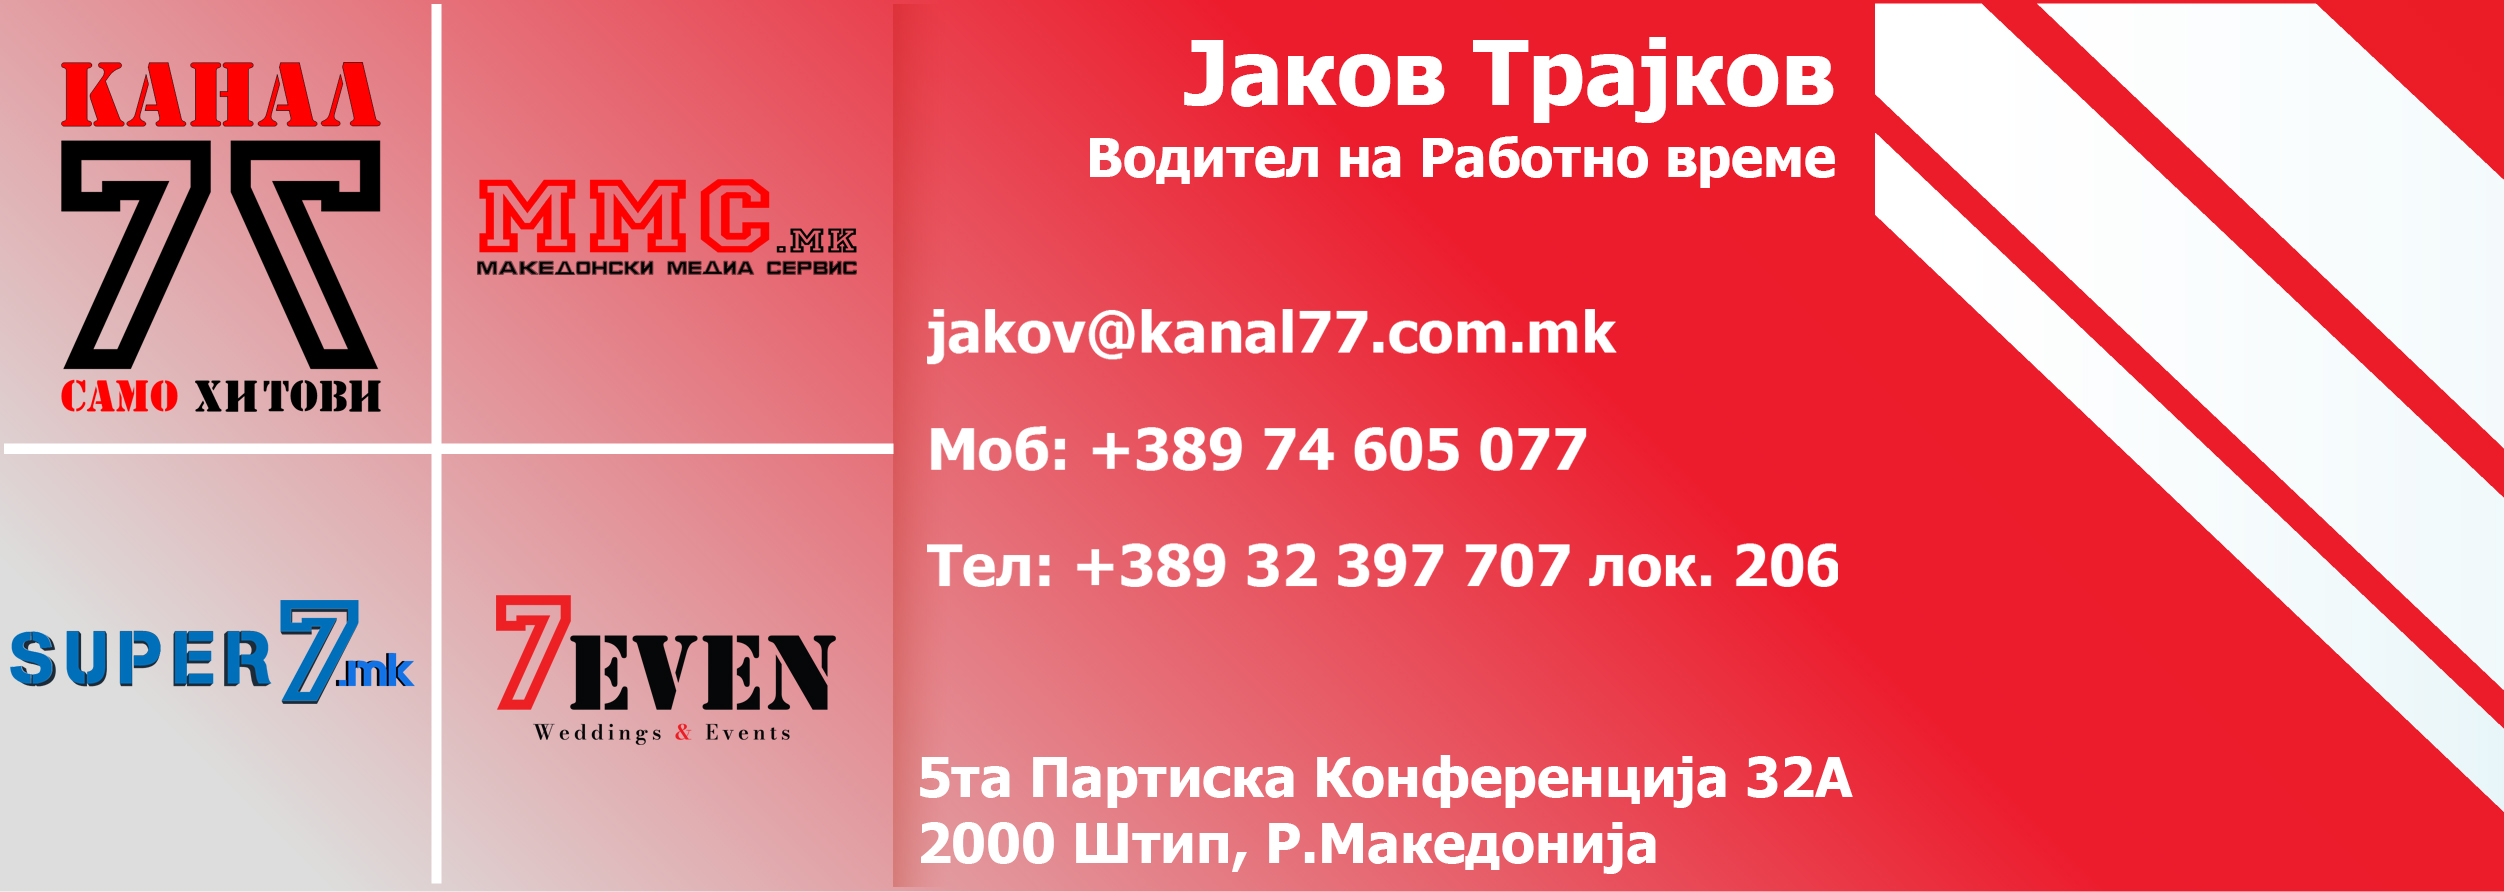 КАНАЛ
77
САМО ХИТОВИ
ММС.МК
МАКЕДОНСКИ МЕДИА СЕРВИС
SUPER7.mk
7EVEN
Weddings & Events
Јаков Трајков
Водител на Работно време
jakov@kanal77.com.mk
Моб: +389 74 605 077
Тел: +389 32 397 707 лок. 206
5та Партиска Конференција 32А
2000 Штип, Р.Македонија